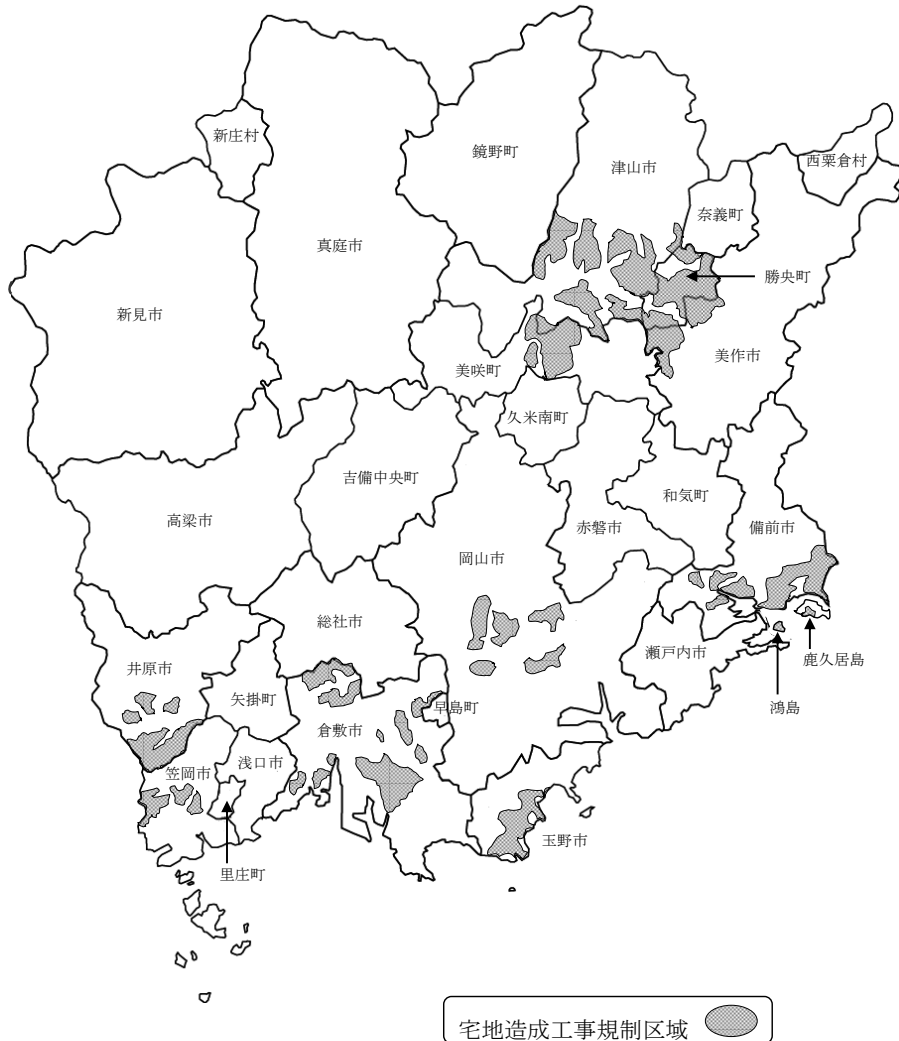 新庄村
鏡野町
津山市
西粟倉村
奈義町
真庭市
勝央町
新見市
美作市
美咲町
久米南町
吉備中央町
和気町
高梁市
赤磐市
備前市
岡山市
総社市
瀬戸内市
井原市
鹿久居島
矢掛町
早島町
鴻島
倉敷市
浅口市
笠岡市
玉野市
里庄町
宅地造成工事規制区域